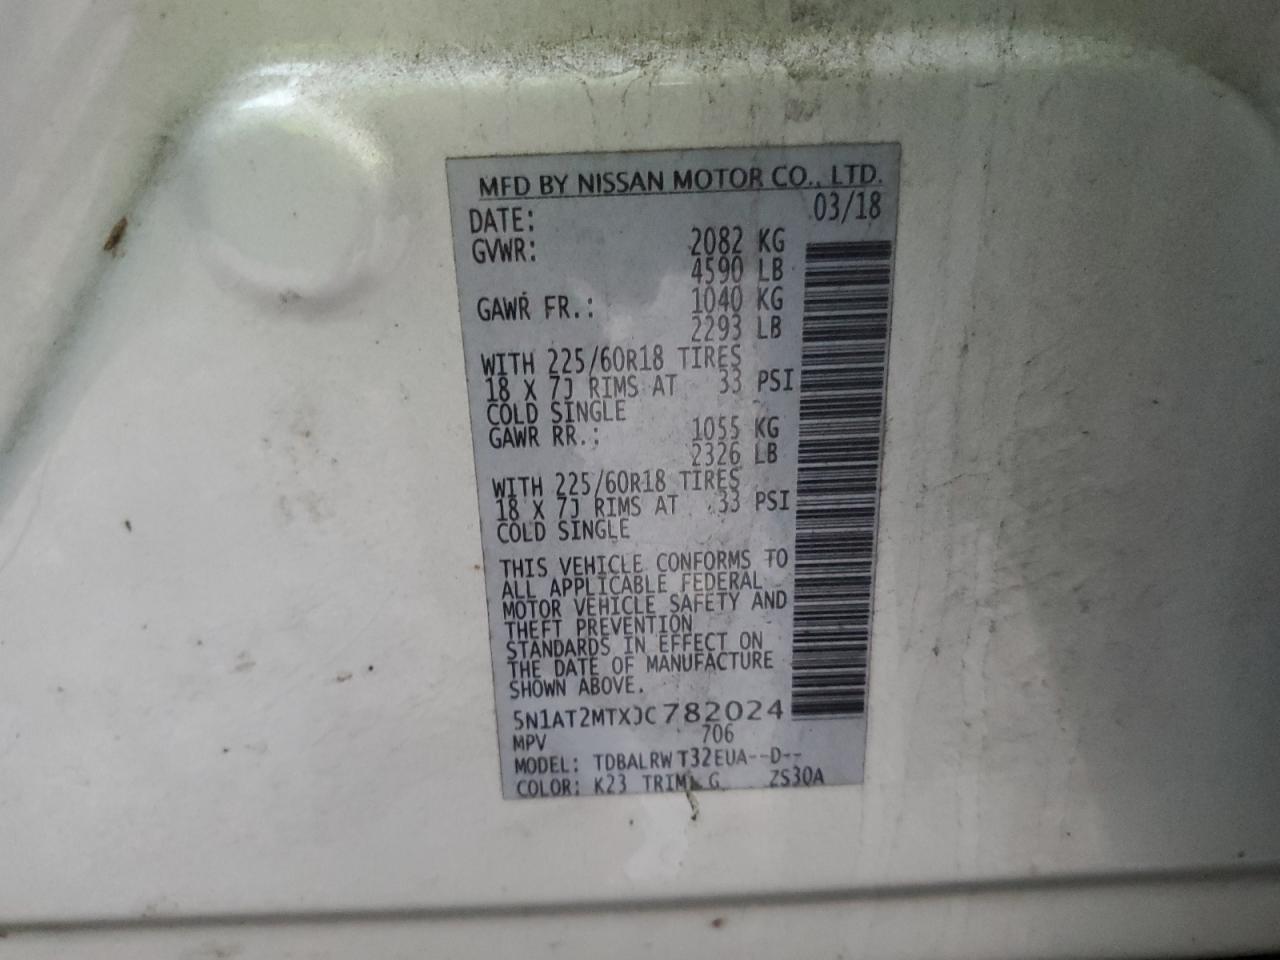 MFD BY NISSAN MOTOR CO., LTD.
DATE: 03/18
GVWR: 2082 KG
4590 LB
GAWR FR.: 1040 KG
2293 LB
WITH 225/60R18 TIRES
18 X 7J RIMS AT 33 PSI
COLD SINGLE
GAWR RR.: 1055 KG
2326 LB
WITH 225/60R18 TIRES
18 X 7J RIMS AT 33 PSI
COLD SINGLE
THIS VEHICLE CONFORMS TO
ALL APPLICABLE FEDERAL
MOTOR VEHICLE SAFETY AND
THEFT PREVENTION
STANDARDS IN EFFECT ON
THE DATE OF MANUFACTURE
SHOWN ABOVE.
5N1AT2MTXJC782024
MPV 706
MODEL: TDBALRW T32EUA--D--
COLOR: K23 TRIM: G ZS30A